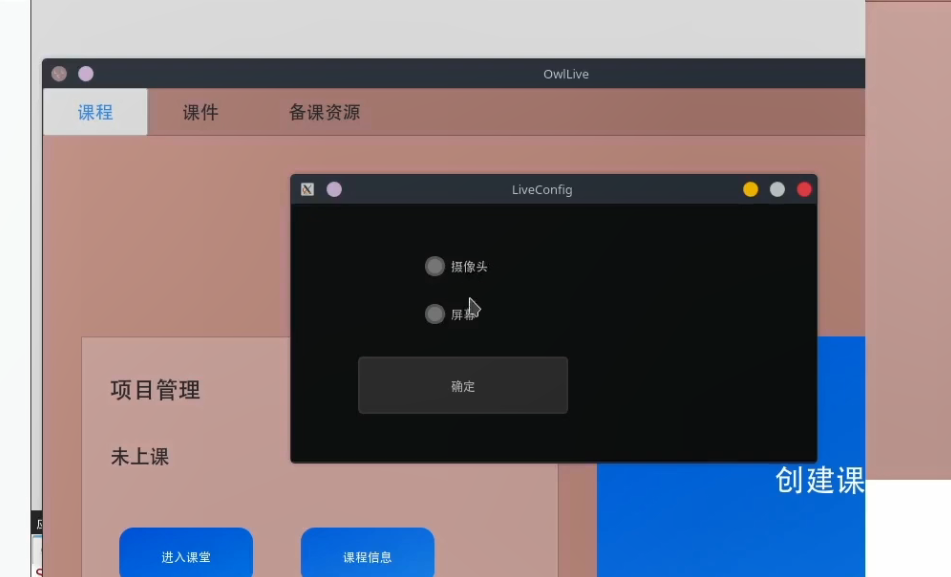 OwlLive
课程 课件 备课资源
LiveConfig
摄像头
屏幕
确定
项目管理
未上课
创建课
进入课堂 课程信息